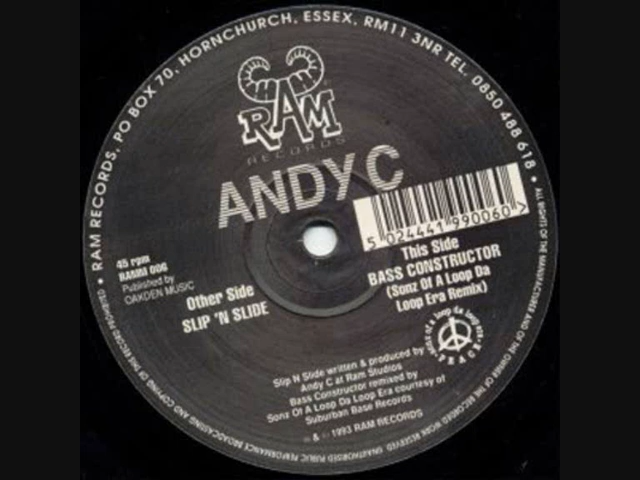 RAM RECORDS, PO BOX 70, HORNCHURCH, ESSEX, RM11 3NR TEL. 0850 488 618 •
RAM
RECORDS
ANDY C
5 024441 990060 >
45 rpm
RAMM 006
Published by
OAKDEN MUSIC
Other Side
SLIP 'N SLIDE
This Side
BASS CONSTRUCTOR
(Sonz Of A Loop Da
Loop Era Remix)
PEACE
Slip N Slide written & produced by
Andy C at Ram Studios
Bass Constructor remixed by
Sonz Of A Loop Da Loop Era courtesy of
Suburban Base Records
℗ & © 1993 RAM RECORDS
• ALL RIGHTS OF THE MANUFACTURER AND OF THE OWNER OF THE RECORDED WORK RESERVED. UNAUTHORISED PUBLIC PERFORMANCE BROADCASTING AND COPYING OF THIS RECORD PROHIBITED •